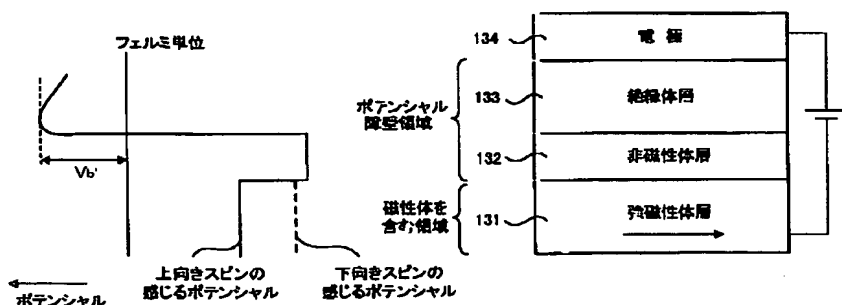 フェルミ単位
Vb'
上向きスピンの
感じるポテンシャル
下向きスピンの
感じるポテンシャル
ポテンシャル
ポテンシャル
障壁領域
磁性体を
含む領域
134
電極
133
絶縁体層
132
非磁性体層
131
強磁性体層